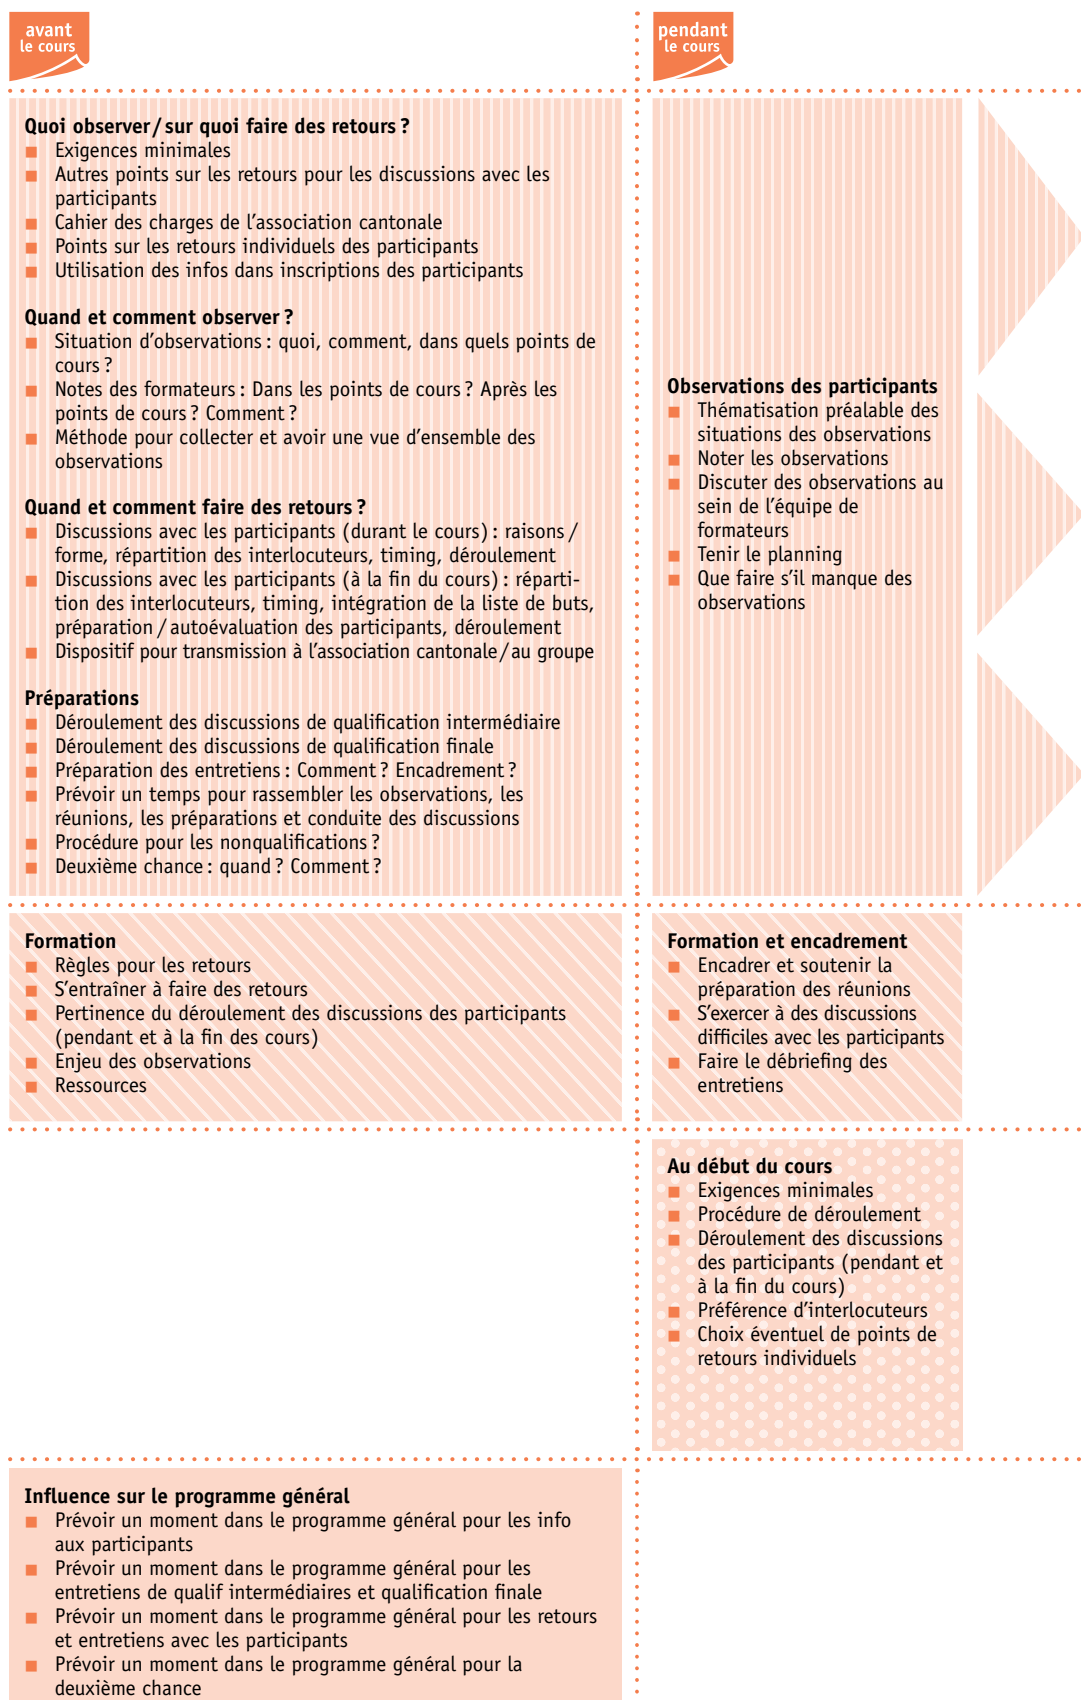 avant
le cours
pendant
le cours
Quoi observer/sur quoi faire des retours ?
■ Exigences minimales
■ Autres points sur les retours pour les discussions avec les
participants
■ Cahier des charges de l’association cantonale
■ Points sur les retours individuels des participants
■ Utilisation des infos dans inscriptions des participants
Quand et comment observer ?
■ Situation d’observations : quoi, comment, dans quels points de
cours ?
■ Notes des formateurs : Dans les points de cours ? Après les
points de cours ? Comment ?
■ Méthode pour collecter et avoir une vue d’ensemble des
observations
Quand et comment faire des retours ?
■ Discussions avec les participants (durant le cours) : raisons /
forme, répartition des interlocuteurs, timing, déroulement
■ Discussions avec les participants (à la fin du cours) : réparti-
tion des interlocuteurs, timing, intégration de la liste de buts,
préparation / autoévaluation des participants, déroulement
■ Dispositif pour transmission à l’association cantonale/au groupe
Préparations
■ Déroulement des discussions de qualification intermédiaire
■ Déroulement des discussions de qualification finale
■ Préparation des entretiens : Comment ? Encadrement ?
■ Prévoir un temps pour rassembler les observations, les
réunions, les préparations et conduite des discussions
■ Procédure pour les nonqualifications ?
■ Deuxième chance : quand ? Comment ?
Observations des participants
■ Thématisation préalable des
situations des observations
■ Noter les observations
■ Discuter des observations au
sein de l’équipe de
formateurs
■ Tenir le planning
■ Que faire s’il manque des
observations
Formation
■ Règles pour les retours
■ S’entraîner à faire des retours
■ Pertinence du déroulement des discussions des participants
(pendant et à la fin des cours)
■ Enjeu des observations
■ Ressources
Formation et encadrement
■ Encadrer et soutenir la
préparation des réunions
■ S’exercer à des discussions
difficiles avec les participants
■ Faire le débriefing des
entretiens
Au début du cours
■ Exigences minimales
■ Procédure de déroulement
■ Déroulement des discussions
des participants (pendant et
à la fin du cours)
■ Préférence d’interlocuteurs
■ Choix éventuel de points de
retours individuels
Influence sur le programme général
■ Prévoir un moment dans le programme général pour les info
aux participants
■ Prévoir un moment dans le programme général pour les
entretiens de qualif intermédiaires et qualification finale
■ Prévoir un moment dans le programme général pour les retours
et entretiens avec les participants
■ Prévoir un moment dans le programme général pour la
deuxième chance